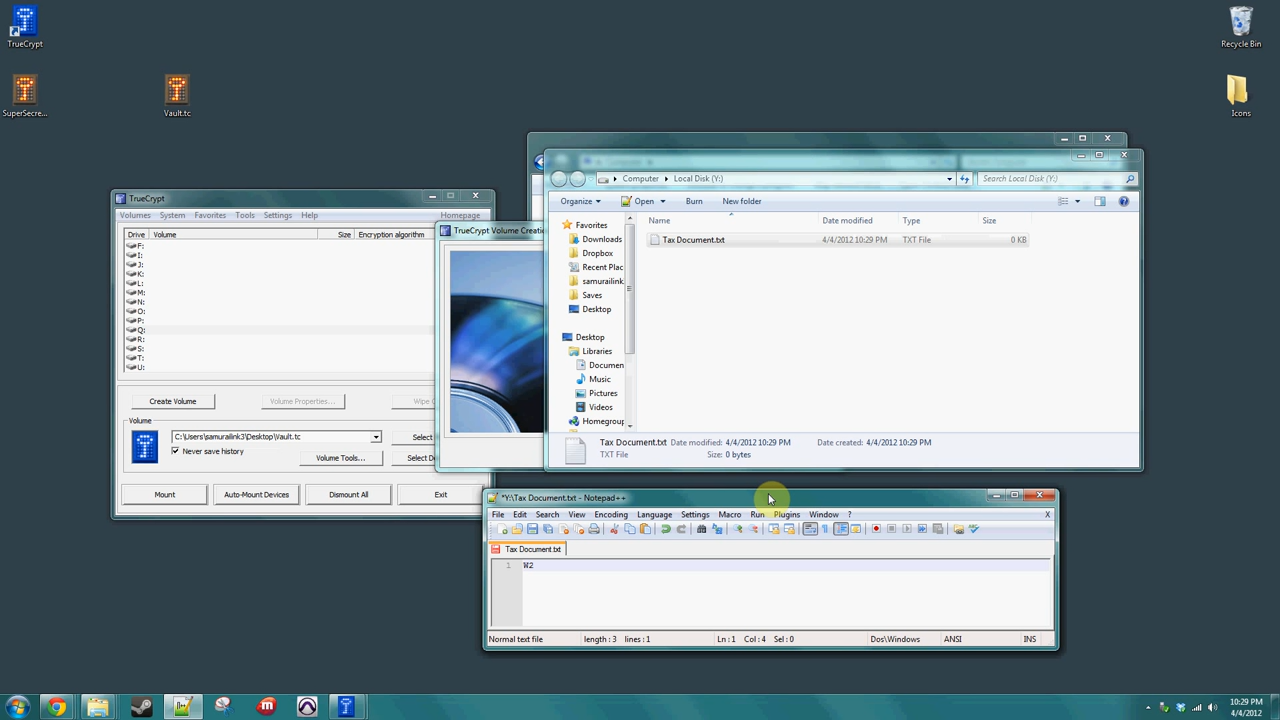 TrueCrypt
Recycle Bin
SuperSecre...
Vault.tc
Icons
TrueCrypt
Volumes System Favorites Tools Settings Help Homepage
Drive Volume Size Encryption algorithm
F:
I:
J:
K:
L:
M:
N:
O:
P:
Q:
R:
S:
T:
U:
Create Volume
Volume Properties...
Wipe C
Volume
C:\Users\samurailink3\Desktop\Vault.tc
Select
Never save history
Volume Tools...
Select De
Mount
Auto-Mount Devices
Dismount All
Exit
TrueCrypt Volume Creatio
Computer Local Disk (Y:)
Search Local Disk (Y:)
Organize Open Burn New folder
Favorites
Downloads
Dropbox
Recent Plac
samurailink
Saves
Desktop
Desktop
Libraries
Documen
Music
Pictures
Videos
Homegrou
Name Date modified Type Size
Tax Document.txt 4/4/2012 10:29 PM TXT File 0 KB
Tax Document.txt Date modified: 4/4/2012 10:29 PM Date created: 4/4/2012 10:29 PM
TXT File Size: 0 bytes
*Y:\Tax Document.txt - Notepad++
File Edit Search View Encoding Language Settings Macro Run Plugins Window ? X
Tax Document.txt
1 W2
Normal text file length : 3 lines : 1 Ln : 1 Col : 4 Sel : 0 Dos\Windows ANSI INS
10:29 PM
4/4/2012